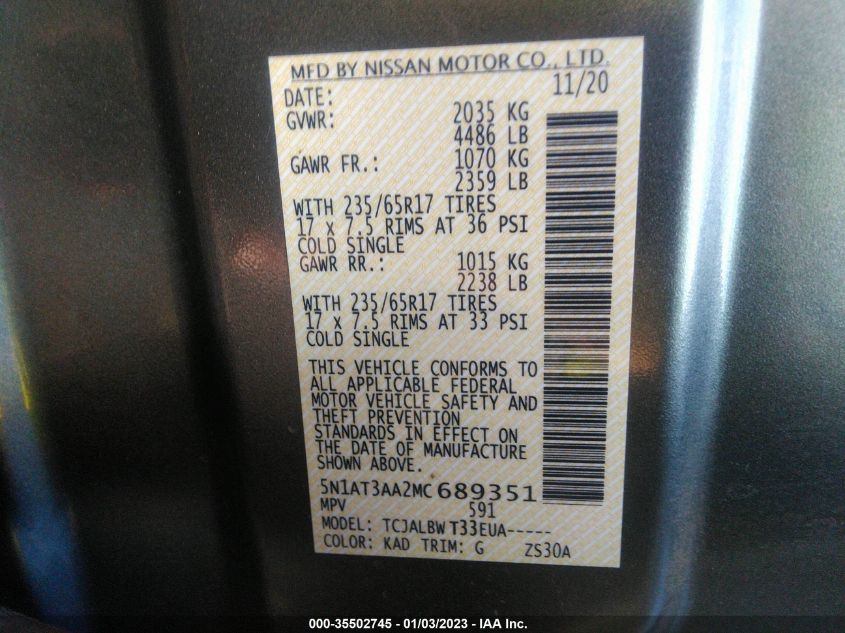 MFD BY NISSAN MOTOR CO., LTD.
DATE: 11/20
GVWR: 2035 KG
4486 LB
GAWR FR.: 1070 KG
2359 LB
WITH 235/65R17 TIRES
17 x 7.5 RIMS AT 36 PSI
COLD SINGLE
GAWR RR.: 1015 KG
2238 LB
WITH 235/65R17 TIRES
17 x 7.5 RIMS AT 33 PSI
COLD SINGLE
THIS VEHICLE CONFORMS TO
ALL APPLICABLE FEDERAL
MOTOR VEHICLE SAFETY AND
THEFT PREVENTION
STANDARDS IN EFFECT ON
THE DATE OF MANUFACTURE
SHOWN ABOVE.
5N1AT3AA2MC 689351
MPV 591
MODEL: TCJALBW T33EUA-----
COLOR: KAD TRIM: G ZS30A
000-35502745 - 01/03/2023 - IAA Inc.